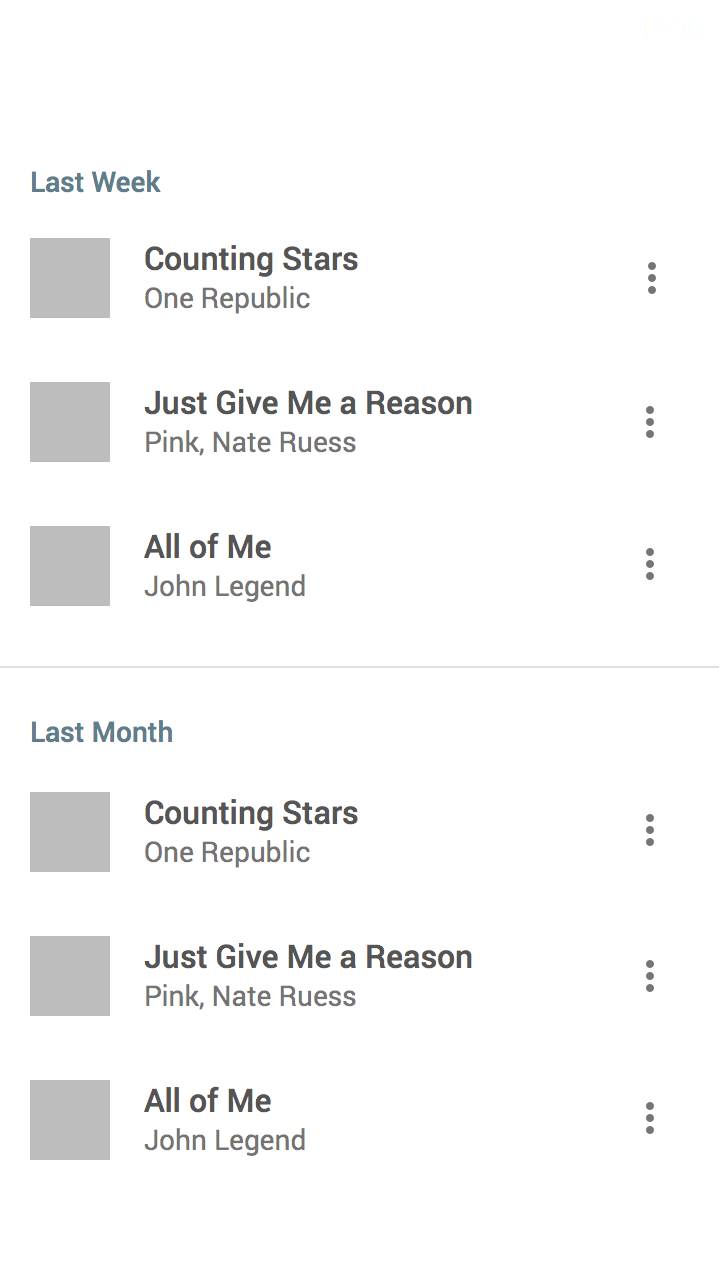 Last Week
Counting Stars
One Republic
Just Give Me a Reason
Pink, Nate Ruess
All of Me
John Legend
Last Month
Counting Stars
One Republic
Just Give Me a Reason
Pink, Nate Ruess
All of Me
John Legend